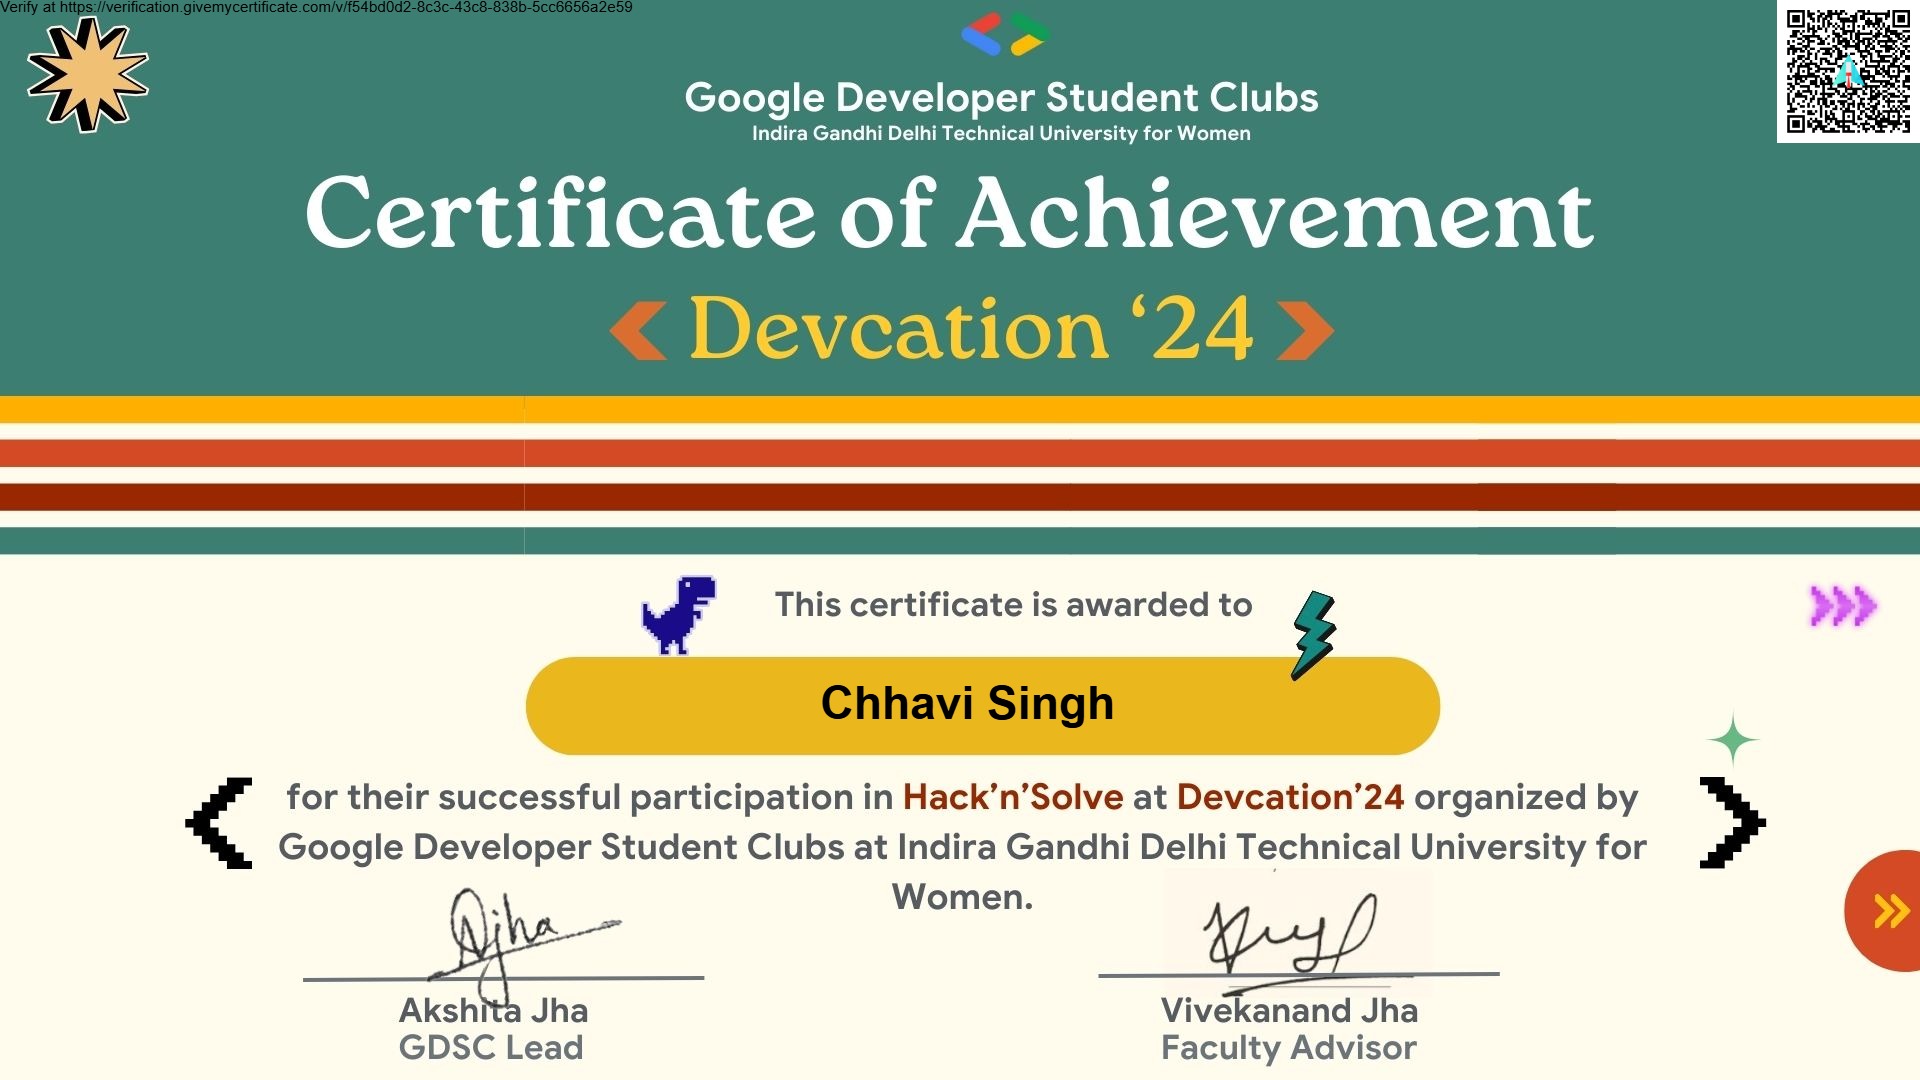 Verify at https://verification.givemycertificate.com/v/f54bd0d2-8c3c-43c8-838b-5cc6656a2e59
Google Developer Student Clubs
Indira Gandhi Delhi Technical University for Women
Certificate of Achievement
Devcation ‘24
This certificate is awarded to
Chhavi Singh
for their successful participation in Hack’n’Solve at Devcation’24 organized by
Google Developer Student Clubs at Indira Gandhi Delhi Technical University for
Women.
Ajha
Akshita Jha
GDSC Lead
Vivekanand Jha
Faculty Advisor